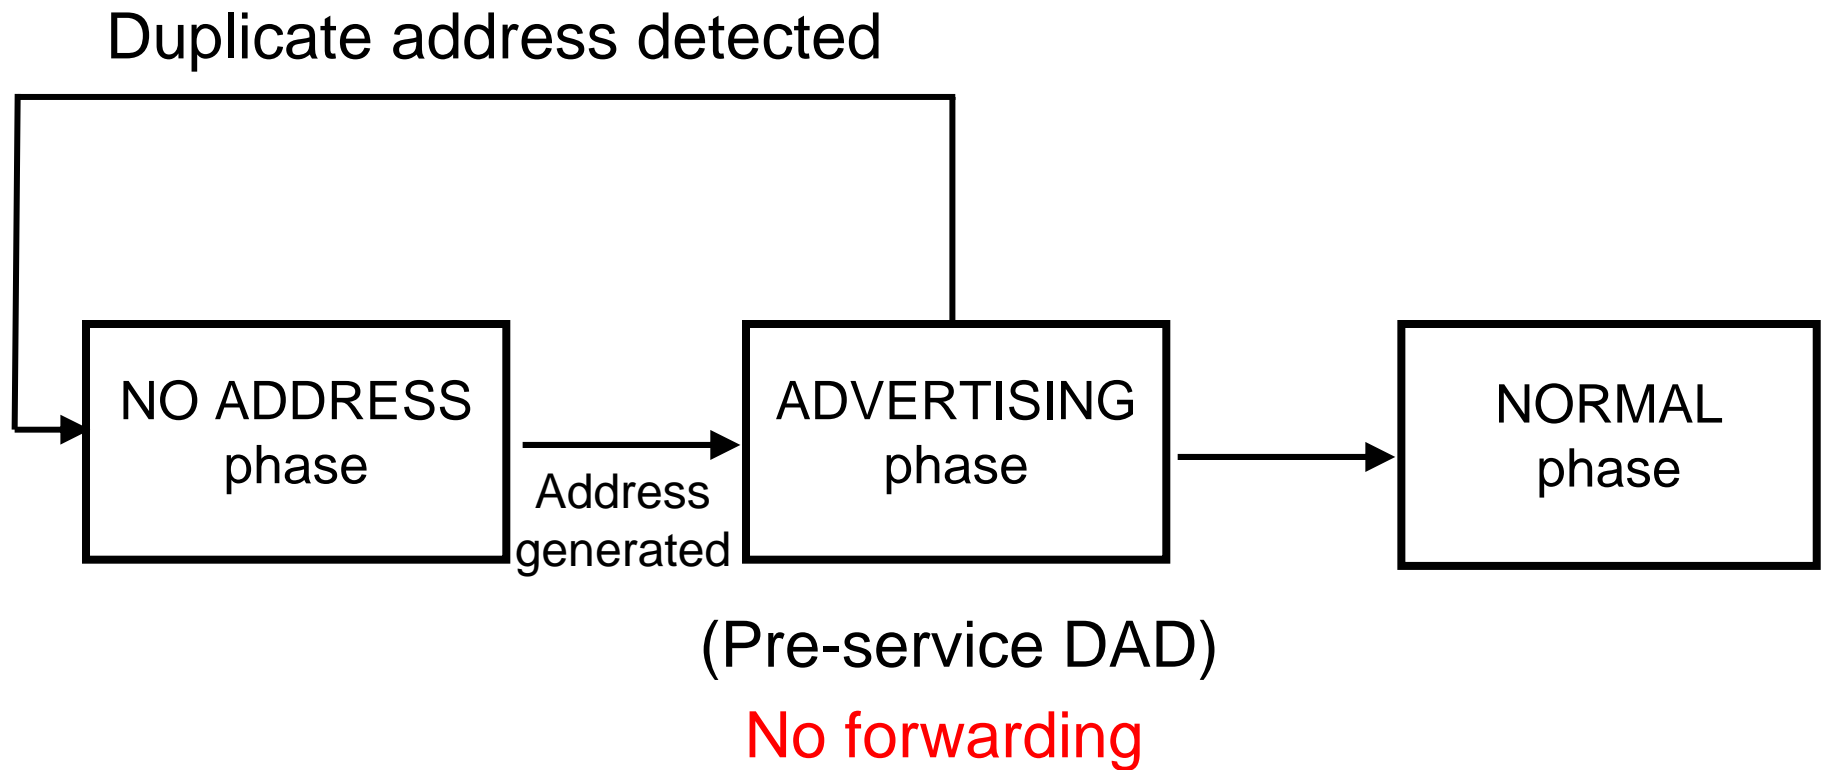 Duplicate address detected
NO ADDRESS
phase
Address
generated
ADVERTISING
phase
NORMAL
phase
(Pre-service DAD)
No forwarding